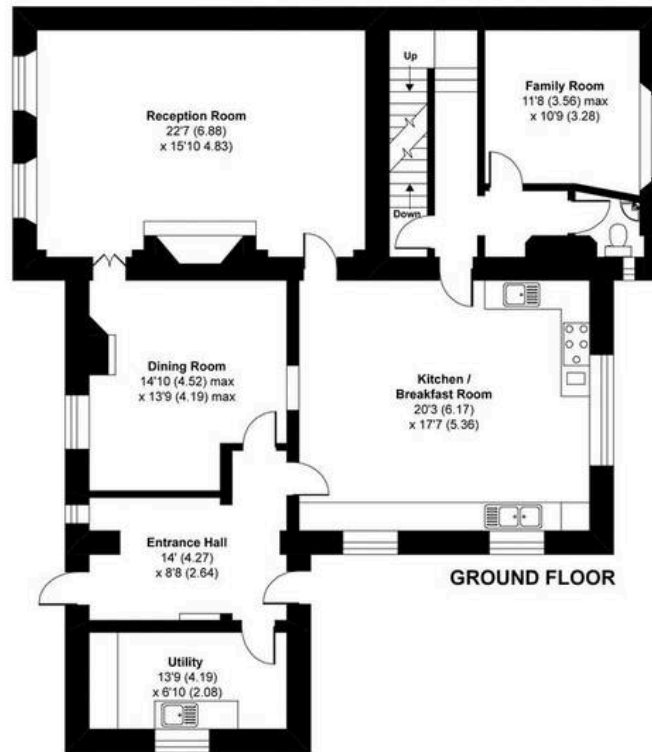 Reception Room
22'7 (6.88)
x 15'10 4.83)
Up
Down
Family Room
11'8 (3.56) max
x 10'9 (3.28)
Dining Room
14'10 (4.52) max
x 13'9 (4.19) max
Kitchen /
Breakfast Room
20'3 (6.17)
x 17'7 (5.36)
Entrance Hall
14' (4.27)
x 8'8 (2.64)
GROUND FLOOR
Utility
13'9 (4.19)
x 6'10 (2.08)